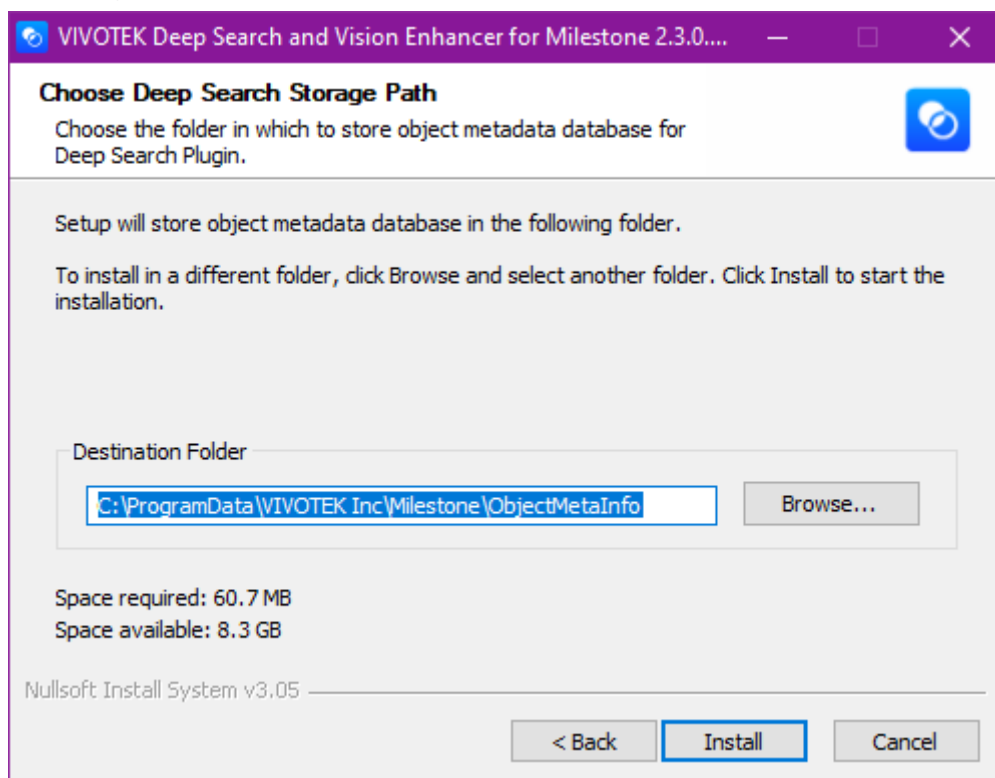 VIVOTEK Deep Search and Vision Enhancer for Milestone 2.3.0....
Choose Deep Search Storage Path
Choose the folder in which to store object metadata database for
Deep Search Plugin.
Setup will store object metadata database in the following folder.
To install in a different folder, click Browse and select another folder. Click Install to start the
installation.
Destination Folder
C:\ProgramData\VIVOTEK Inc\Milestone\ObjectMetaInfo
Browse...
Space required: 60.7 MB
Space available: 8.3 GB
Nullsoft Install System v3.05
< Back
Install
Cancel